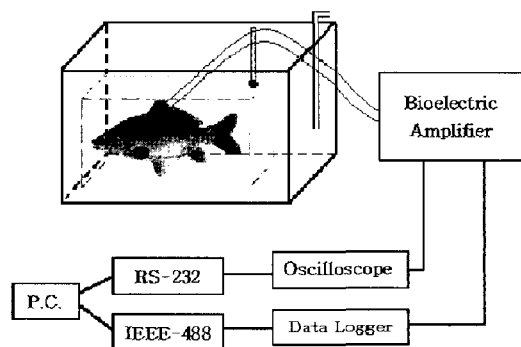 Bioelectric
Amplifier
RS-232
Oscilloscope
P.C.
IEEE-488
Data Logger